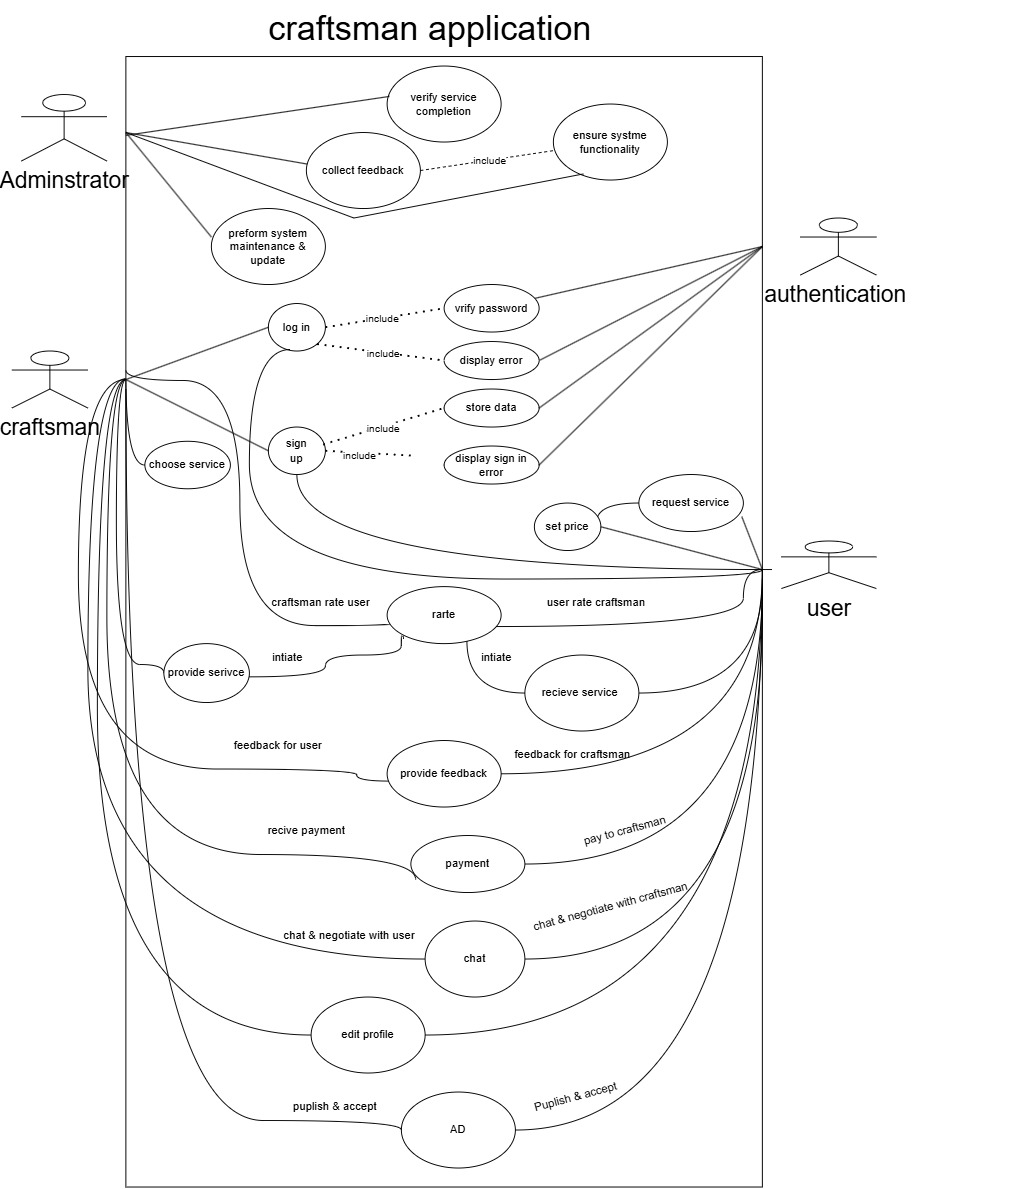 craftsman application
verify service
completion
ensure systme
functionality
include
collect feedback
Adminstrator
preform system
maintenance &
update
authentication
vrify password
include
log in
include
display error
store data
craftsman
include
sign
up
include
display sign in
error
choose service
request service
set price
user
craftsman rate user
rarte
user rate craftsman
intiate
intiate
provide serivce
recieve service
feedback for user
feedback for craftsman
provide feedback
recive payment
pay to craftsman
payment
chat & negotiate with craftsman
chat & negotiate with user
chat
edit profile
puplish & accept
Puplish & accept
AD